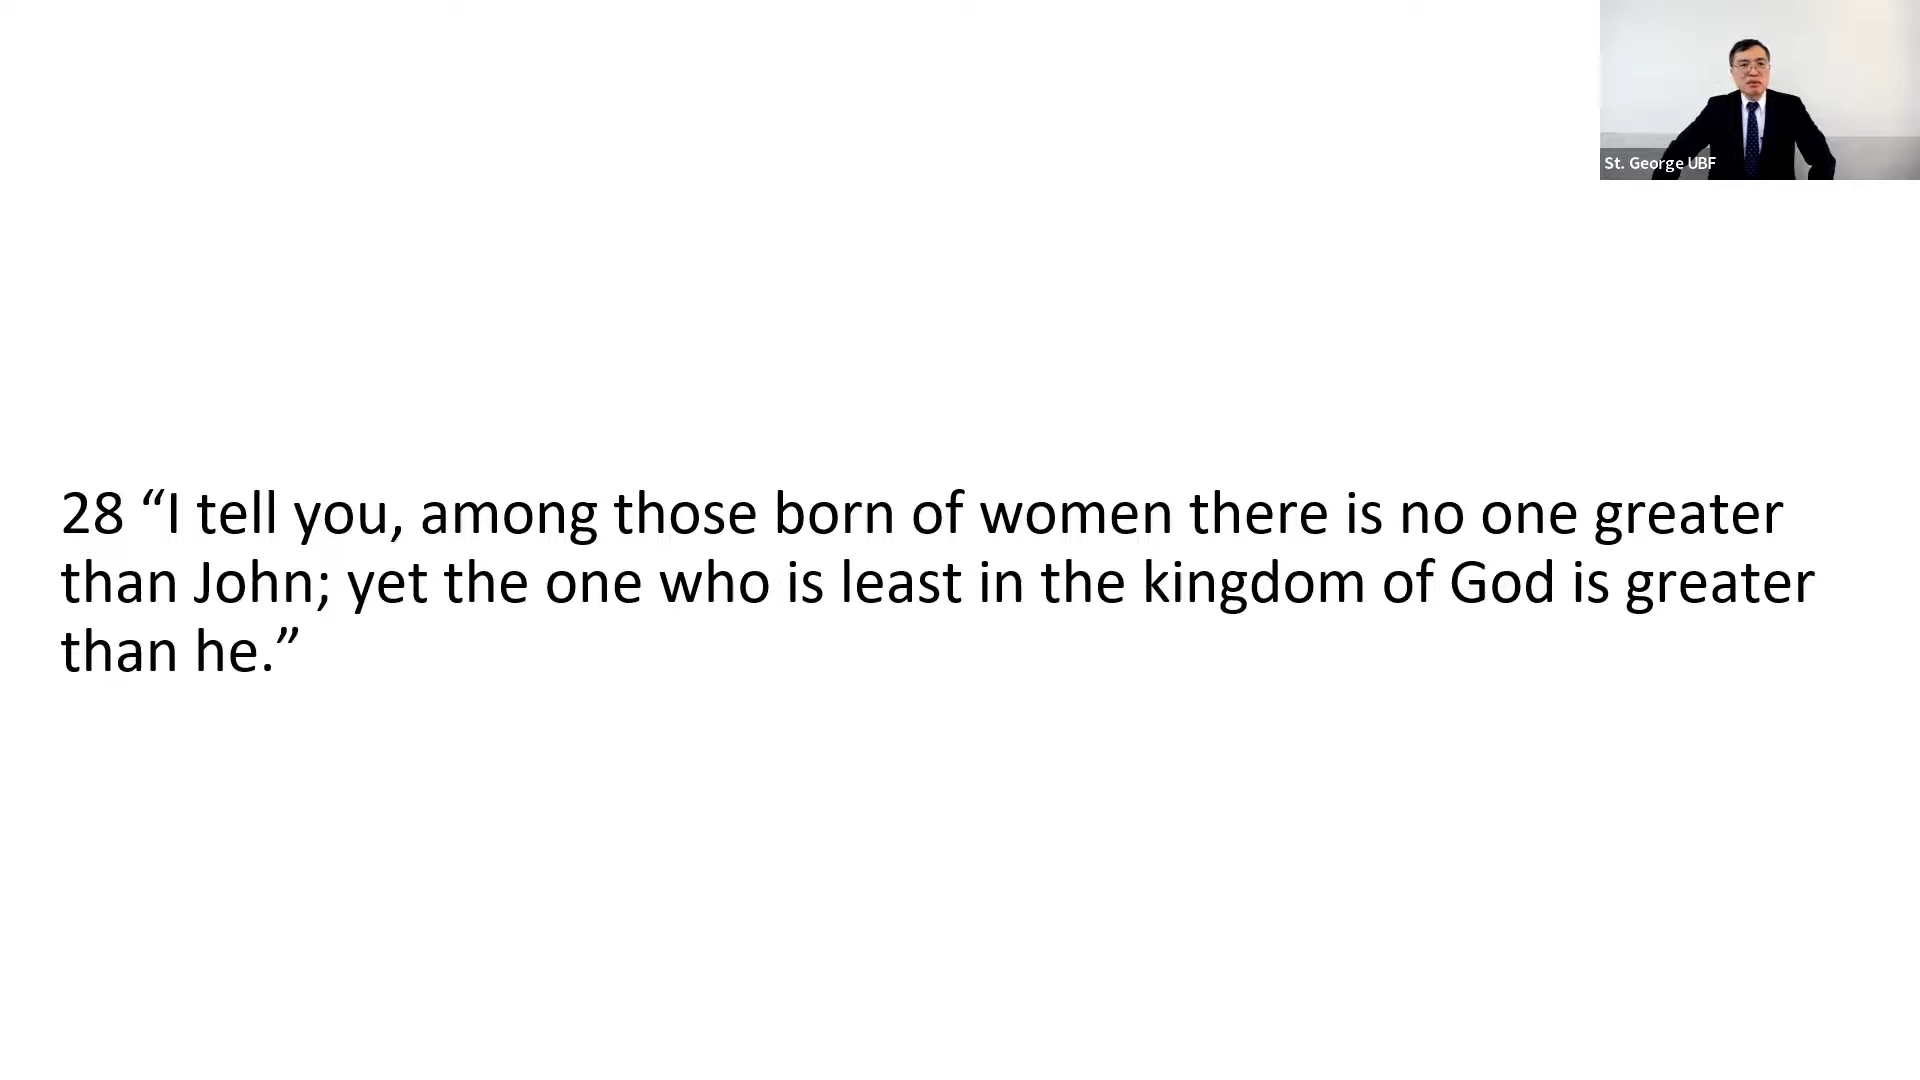 St. George UBF
28 “I tell you, among those born of women there is no one greater
than John; yet the one who is least in the kingdom of God is greater
than he.”